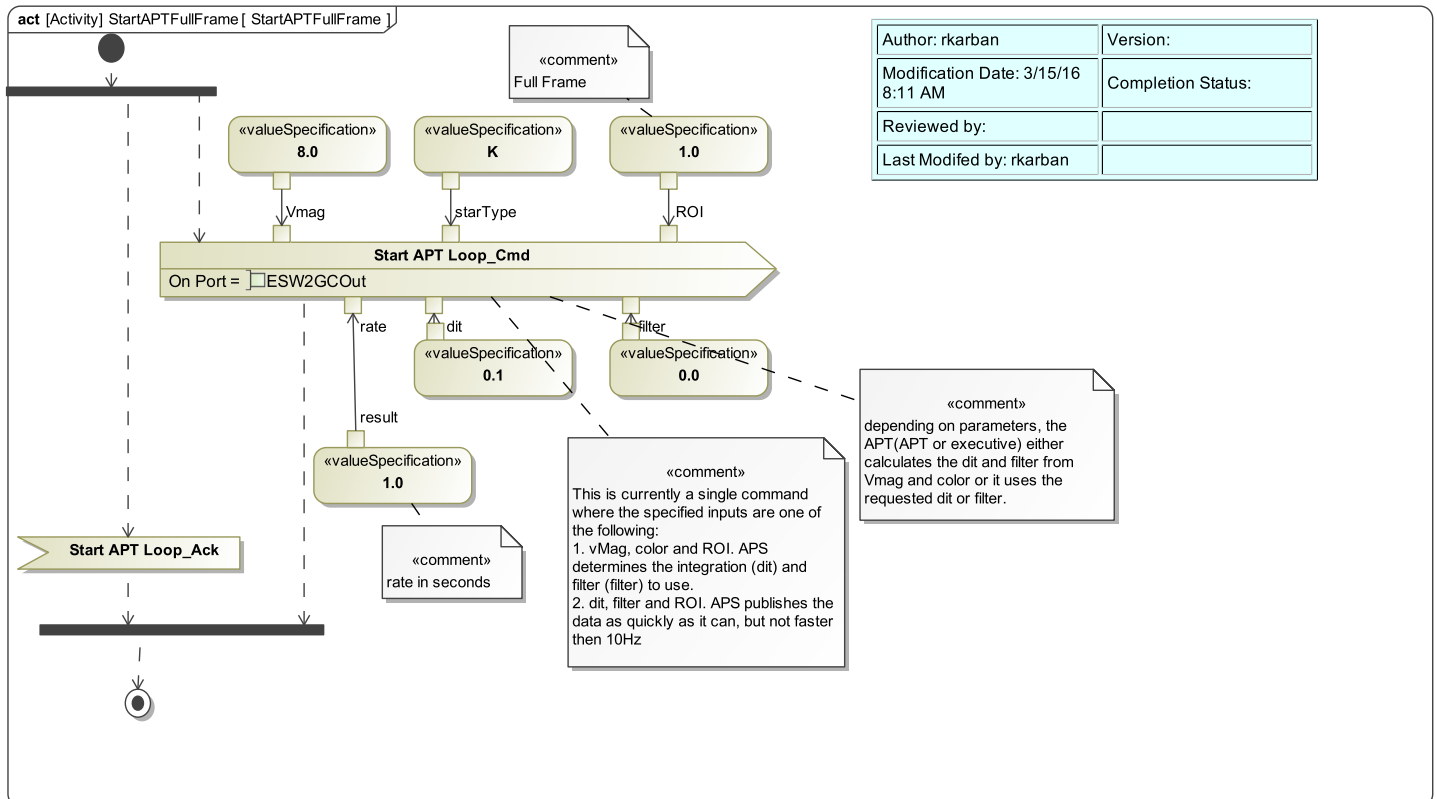 act [Activity] StartAPTFullFrame [ StartAPTFullFrame ]
«comment»
Full Frame
Author: rkarban
Version:
Modification Date: 3/15/16
8:11 AM
Completion Status:
Reviewed by:
Last Modifed by: rkarban
«valueSpecification»
8.0
«valueSpecification»
K
«valueSpecification»
1.0
Vmag
starType
ROI
Start APT Loop_Cmd
On Port = ESW2GCOut
rate
dit
filter
«valueSpecification»
0.1
«valueSpecification»
0.0
result
«valueSpecification»
1.0
«comment»
rate in seconds
«comment»
This is currently a single command
where the specified inputs are one of
the following:
1. vMag, color and ROI. APS
determines the integration (dit) and
filter (filter) to use.
2. dit, filter and ROI. APS publishes the
data as quickly as it can, but not faster
then 10Hz
«comment»
depending on parameters, the
APT(APT or executive) either
calculates the dit and filter from
Vmag and color or it uses the
requested dit or filter.
Start APT Loop_Ack